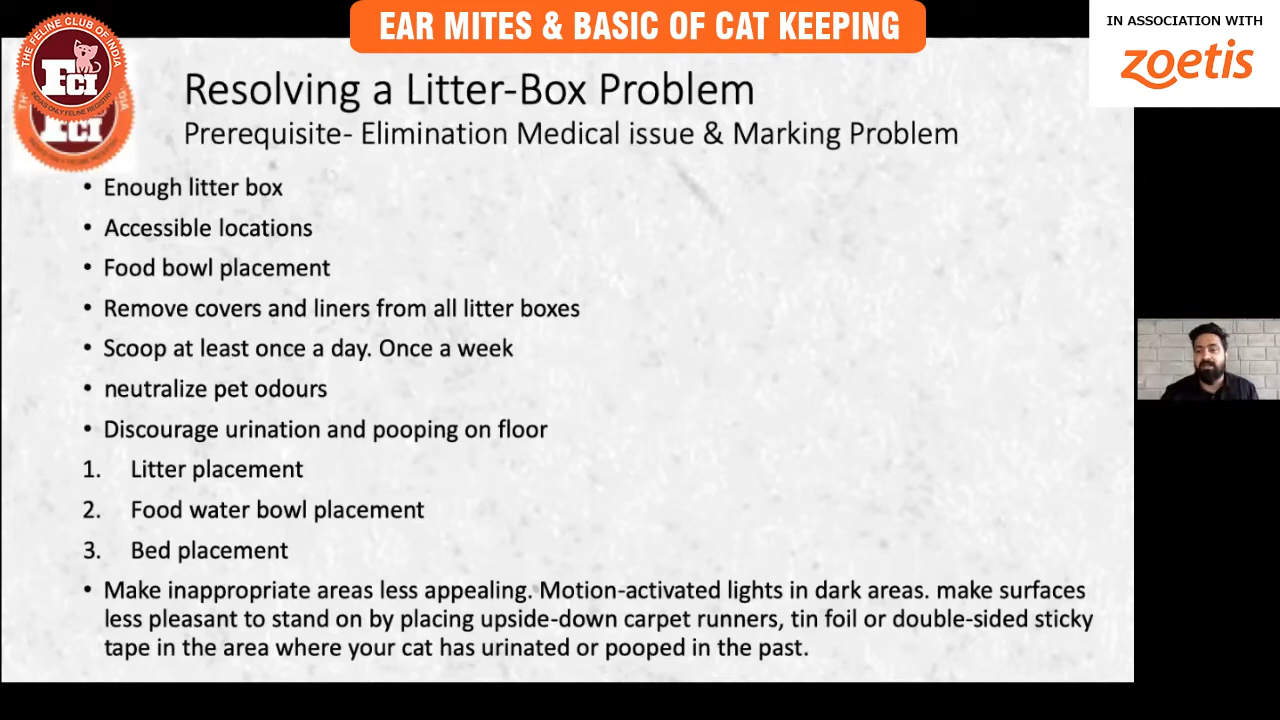 EAR MITES & BASIC OF CAT KEEPING
IN ASSOCIATION WITH
zoetis
THE FELINE CLUB OF INDIA
FCI
INDIA'S ONLY FELINE REGISTRY
Resolving a Litter-Box Problem
Prerequisite- Elimination Medical issue & Marking Problem
• Enough litter box
• Accessible locations
• Food bowl placement
• Remove covers and liners from all litter boxes
• Scoop at least once a day. Once a week
• neutralize pet odours
• Discourage urination and pooping on floor
1. Litter placement
2. Food water bowl placement
3. Bed placement
• Make inappropriate areas less appealing. Motion-activated lights in dark areas. make surfaces
less pleasant to stand on by placing upside-down carpet runners, tin foil or double-sided sticky
tape in the area where your cat has urinated or pooped in the past.